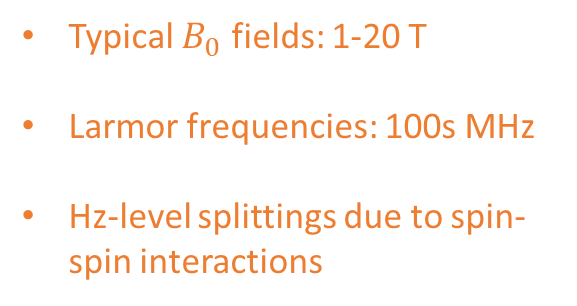 • Typical B₀ fields: 1-20 T
• Larmor frequencies: 100s MHz
• Hz-level splittings due to spin-
spin interactions